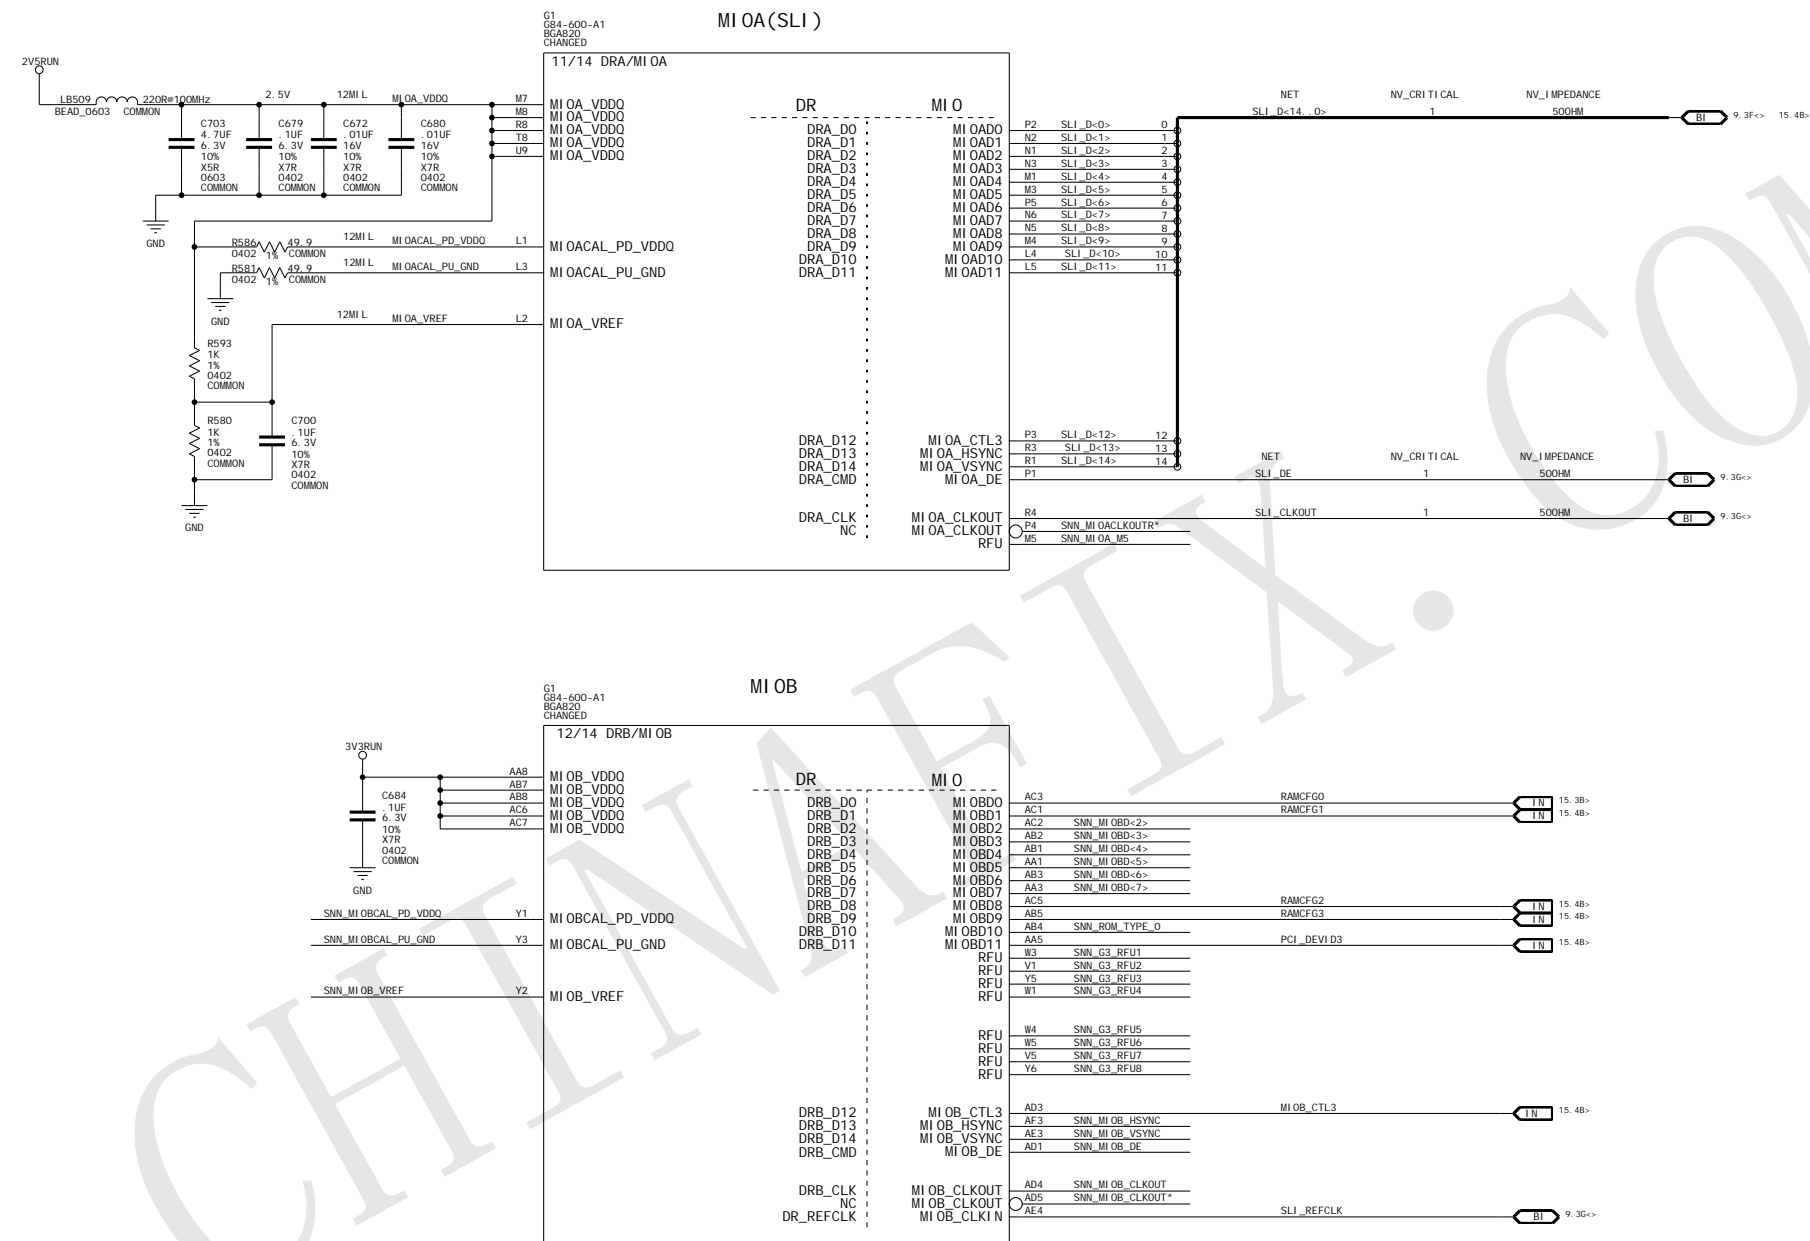 G1
G84-600-A1
BGA820
CHANGED
MIOA(SLI)
11/14 DRA/MIOA
2V5RUN
LB509 220R@100MHz
BEAD_0603 COMMON
2.5V 12MIL MIOA_VDDQ
C703
4.7UF
6.3V
10%
X5R
0603
COMMON
C679
.1UF
6.3V
10%
X7R
0402
COMMON
C672
.01UF
16V
10%
X7R
0402
COMMON
C680
.01UF
16V
10%
X7R
0402
COMMON
GND
M7 MIOA_VDDQ
M8 MIOA_VDDQ
R8 MIOA_VDDQ
T8 MIOA_VDDQ
U9 MIOA_VDDQ
R586 49.9
0402 1% COMMON
12MIL MIOACAL_PD_VDDQ L1 MIOACAL_PD_VDDQ
R581 49.9
0402 1% COMMON
12MIL MIOACAL_PU_GND L3 MIOACAL_PU_GND
GND
12MIL MIOA_VREF L2 MIOA_VREF
R593
1K
1%
0402
COMMON
R580
1K
1%
0402
COMMON
C700
.1UF
6.3V
10%
X7R
0402
COMMON
GND
DR MIO
DRA_D0 MIOAD0 P2 SLI_D<0> 0
DRA_D1 MIOAD1 N2 SLI_D<1> 1
DRA_D2 MIOAD2 N1 SLI_D<2> 2
DRA_D3 MIOAD3 N3 SLI_D<3> 3
DRA_D4 MIOAD4 M1 SLI_D<4> 4
DRA_D5 MIOAD5 M3 SLI_D<5> 5
DRA_D6 MIOAD6 P5 SLI_D<6> 6
DRA_D7 MIOAD7 N6 SLI_D<7> 7
DRA_D8 MIOAD8 N5 SLI_D<8> 8
DRA_D9 MIOAD9 M4 SLI_D<9> 9
DRA_D10 MIOAD10 L4 SLI_D<10> 10
DRA_D11 MIOAD11 L5 SLI_D<11> 11
DRA_D12 MIOA_CTL3 P3 SLI_D<12> 12
DRA_D13 MIOA_HSYNC R3 SLI_D<13> 13
DRA_D14 MIOA_VSYNC R1 SLI_D<14> 14
DRA_CMD MIOA_DE P1
DRA_CLK MIOA_CLKOUT R4
NC MIOA_CLKOUT P4 SNN_MIOACLKOUTR*
RFU M5 SNN_MIOA_M5
NET NV_CRITICAL NV_IMPEDANCE
SLI_D<14..0> 1 50OHM BI 9.3F<> 15.4B>
NET NV_CRITICAL NV_IMPEDANCE
SLI_DE 1 50OHM BI 9.3G<>
SLI_CLKOUT 1 50OHM BI 9.3G<>
G1
G84-600-A1
BGA820
CHANGED
MIOB
12/14 DRB/MIOB
3V3RUN
C684
.1UF
6.3V
10%
X7R
0402
COMMON
GND
AA8 MIOB_VDDQ
AB7 MIOB_VDDQ
AB8 MIOB_VDDQ
AC6 MIOB_VDDQ
AC7 MIOB_VDDQ
SNN_MIOBCAL_PD_VDDQ Y1 MIOBCAL_PD_VDDQ
SNN_MIOBCAL_PU_GND Y3 MIOBCAL_PU_GND
SNN_MIOB_VREF Y2 MIOB_VREF
DR MIO
DRB_D0 MIOBD0 AC3 RAMCFG0 IN 15.3B>
DRB_D1 MIOBD1 AC1 RAMCFG1 IN 15.4B>
DRB_D2 MIOBD2 AC2 SNN_MIOBD<2>
DRB_D3 MIOBD3 AB2 SNN_MIOBD<3>
DRB_D4 MIOBD4 AB1 SNN_MIOBD<4>
DRB_D5 MIOBD5 AA1 SNN_MIOBD<5>
DRB_D6 MIOBD6 AB3 SNN_MIOBD<6>
DRB_D7 MIOBD7 AA3 SNN_MIOBD<7>
DRB_D8 MIOBD8 AC5 RAMCFG2 IN 15.4B>
DRB_D9 MIOBD9 AB5 RAMCFG3 IN 15.4B>
DRB_D10 MIOBD10 AB4 SNN_ROM_TYPE_0
DRB_D11 MIOBD11 AA5 PCI_DEVID3 IN 15.4B>
RFU W3 SNN_G3_RFU1
RFU V1 SNN_G3_RFU2
RFU Y5 SNN_G3_RFU3
RFU W1 SNN_G3_RFU4
RFU W4 SNN_G3_RFU5
RFU W5 SNN_G3_RFU6
RFU V5 SNN_G3_RFU7
RFU Y6 SNN_G3_RFU8
DRB_D12 MIOB_CTL3 AD3 MIOB_CTL3 IN 15.4B>
DRB_D13 MIOB_HSYNC AF3 SNN_MIOB_HSYNC
DRB_D14 MIOB_VSYNC AE3 SNN_MIOB_VSYNC
DRB_CMD MIOB_DE AD1 SNN_MIOB_DE
DRB_CLK MIOB_CLKOUT AD4 SNN_MIOB_CLKOUT
NC MIOB_CLKOUT AD5 SNN_MIOB_CLKOUT*
DR_REFCLK MIOB_CLKIN AE4 SLI_REFCLK BI 9.3G<>
CHINAFIX.COM